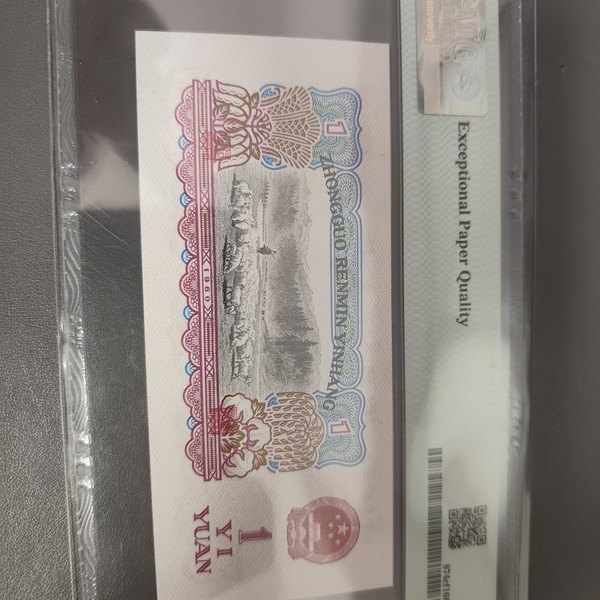 Exceptional Paper Quality
ZHONGGUO RENMIN YINHANG
1
1
1960
1
YI
YUAN